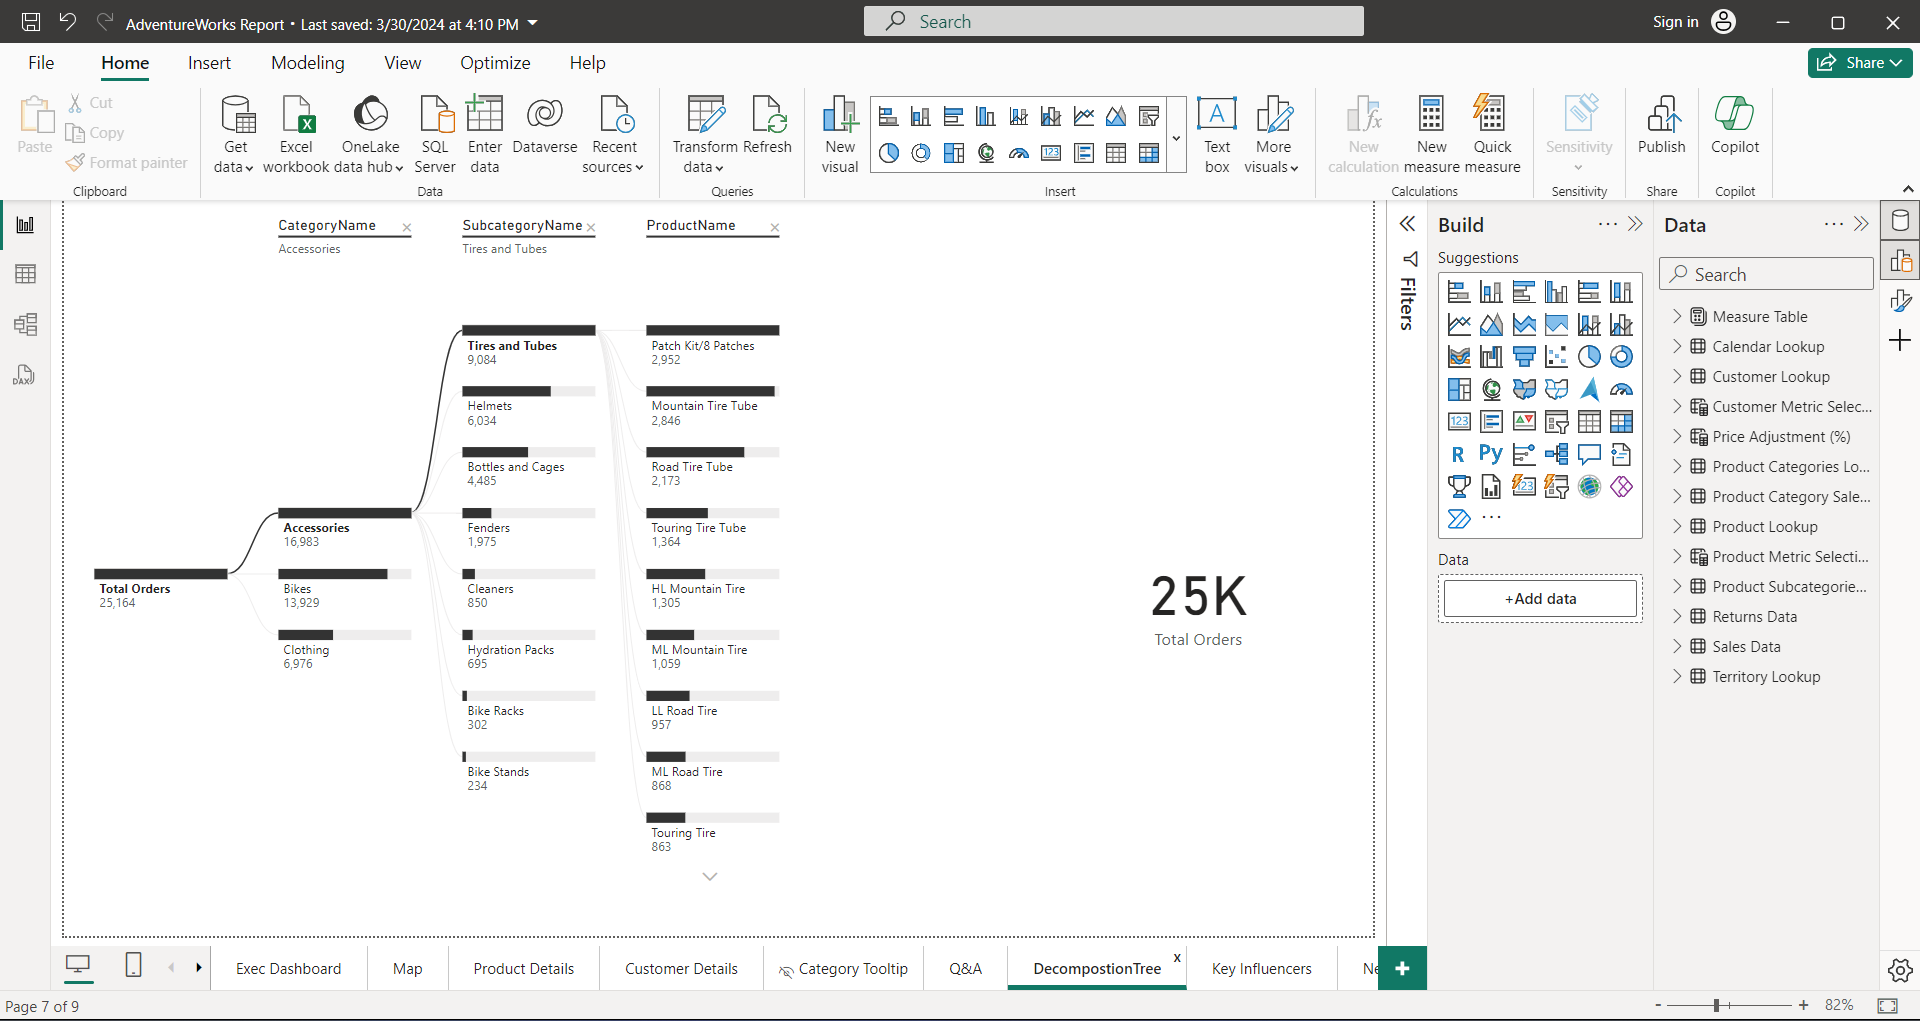 AdventureWorks Report • Last saved: 3/30/2024 at 4:10 PM
Search
Sign in
File
Home
Insert
Modeling
View
Optimize
Help
Share
Paste
Cut
Copy
Format painter
Clipboard
Get data
Excel workbook
OneLake data hub
SQL Server
Enter data
Dataverse
Recent sources
Data
Transform data
Refresh
Queries
New visual
123
A
Text box
More visuals
Insert
fx
New calculation
New measure
Quick measure
Calculations
Sensitivity
Sensitivity
Publish
Share
Copilot
Copilot
DAX
CategoryName
Accessories
SubcategoryName
Tires and Tubes
ProductName
Total Orders
25,164
Accessories
16,983
Bikes
13,929
Clothing
6,976
Tires and Tubes
9,084
Helmets
6,034
Bottles and Cages
4,485
Fenders
1,975
Cleaners
850
Hydration Packs
695
Bike Racks
302
Bike Stands
234
Patch Kit/8 Patches
2,952
Mountain Tire Tube
2,846
Road Tire Tube
2,173
Touring Tire Tube
1,364
HL Mountain Tire
1,305
ML Mountain Tire
1,059
LL Road Tire
957
ML Road Tire
868
Touring Tire
863
25K
Total Orders
Filters
Build
Suggestions
123
R
Py
123
Data
+Add data
Data
Search
Measure Table
Calendar Lookup
Customer Lookup
Customer Metric Selec...
Price Adjustment (%)
Product Categories Lo...
Product Category Sale...
Product Lookup
Product Metric Selecti...
Product Subcategorie...
Returns Data
Sales Data
Territory Lookup
Exec Dashboard
Map
Product Details
Customer Details
Category Tooltip
Q&A
DecompostionTree
x
Key Influencers
Ne
Page 7 of 9
- + 82%